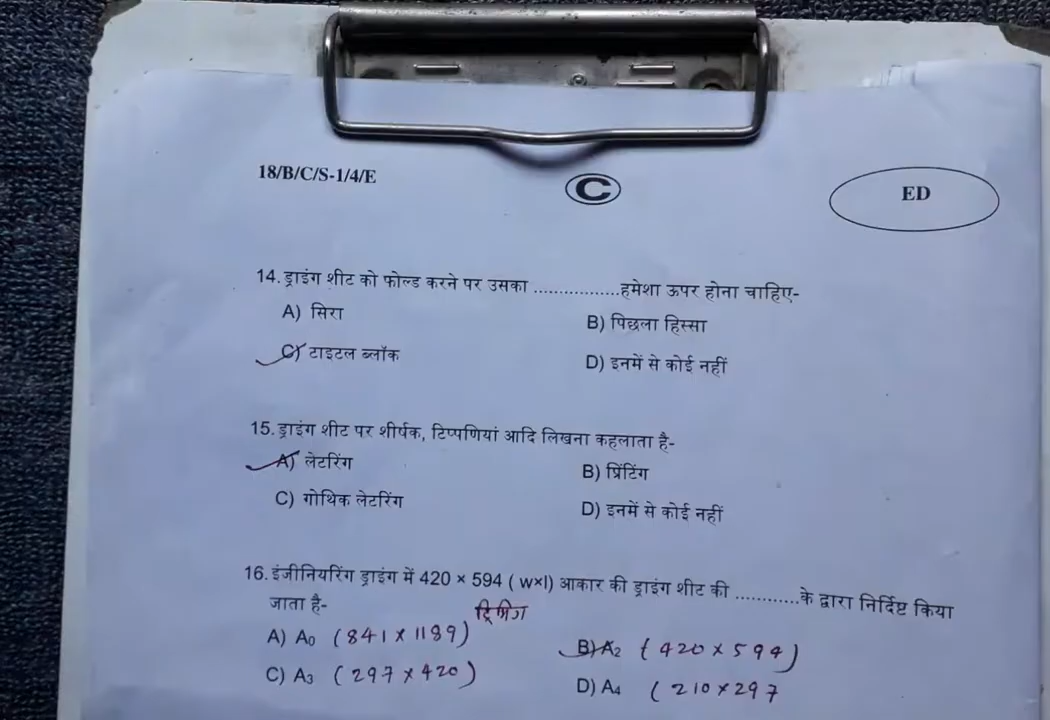 18/B/C/S-1/4/E
C
ED
14. ड्राइंग शीट को फोल्ड करने पर उसका ................हमेशा ऊपर होना चाहिए-
A) सिरा
B) पिछला हिस्सा
C) टाइटल ब्लॉक
D) इनमें से कोई नहीं
15. ड्राइंग शीट पर शीर्षक, टिप्पणियां आदि लिखना कहलाता है-
A) लेटरिंग
B) प्रिंटिंग
C) गोथिक लेटरिंग
D) इनमें से कोई नहीं
16. इंजीनियरिंग ड्राइंग में 420 × 594 ( w×l) आकार की ड्राइंग शीट की ............के द्वारा निर्दिष्ट किया
जाता है-
A) A0 (841 × 1189)
B) A2 (420 × 594)
C) A3 (297 × 420)
D) A4 (210 × 297